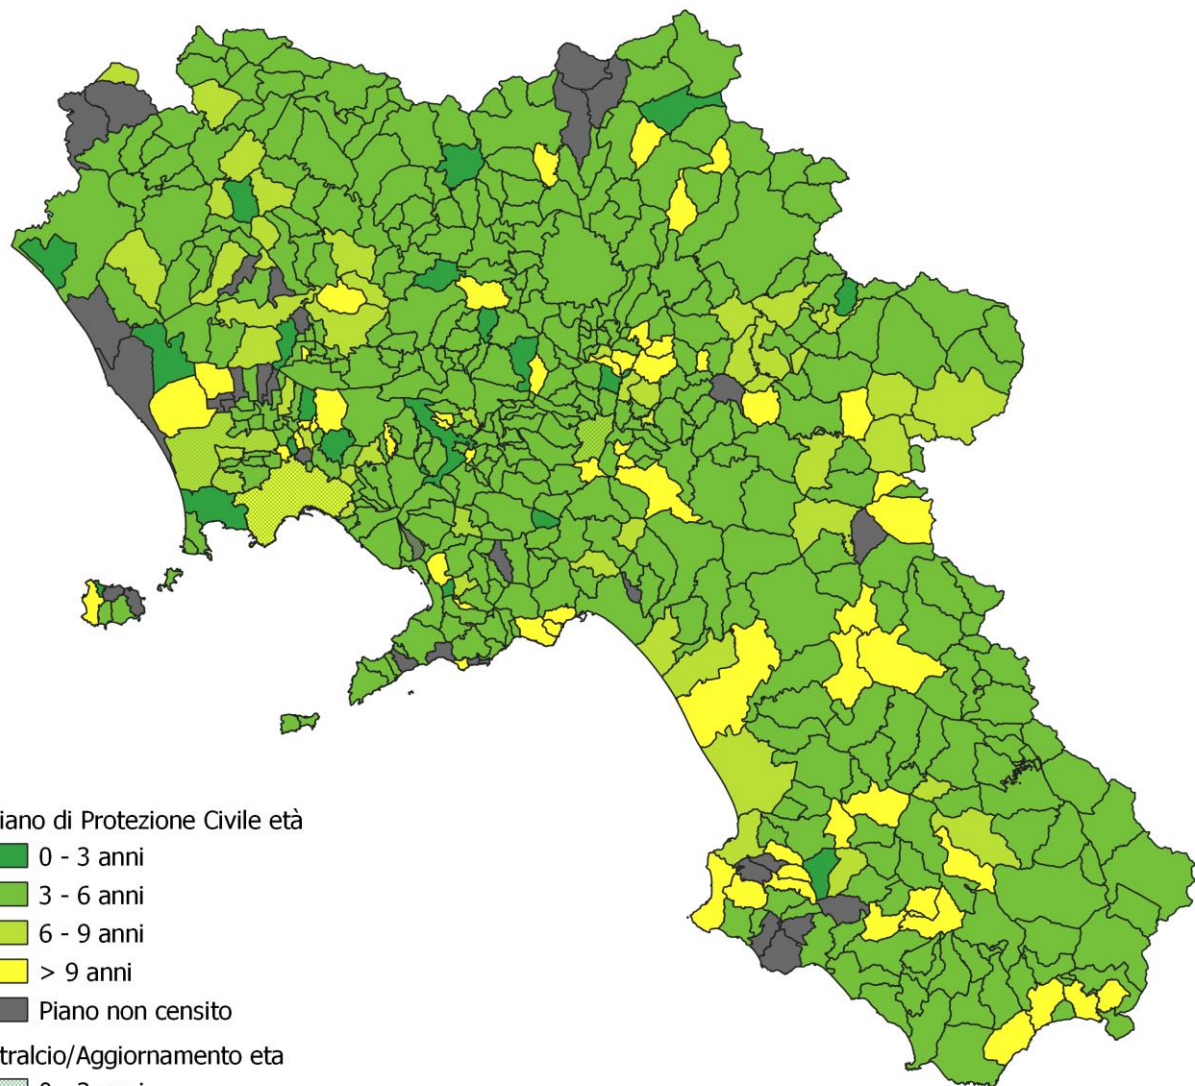 iano di Protezione Civile età
0 - 3 anni
3 - 6 anni
6 - 9 anni
> 9 anni
Piano non censito
tralcio/Aggiornamento eta